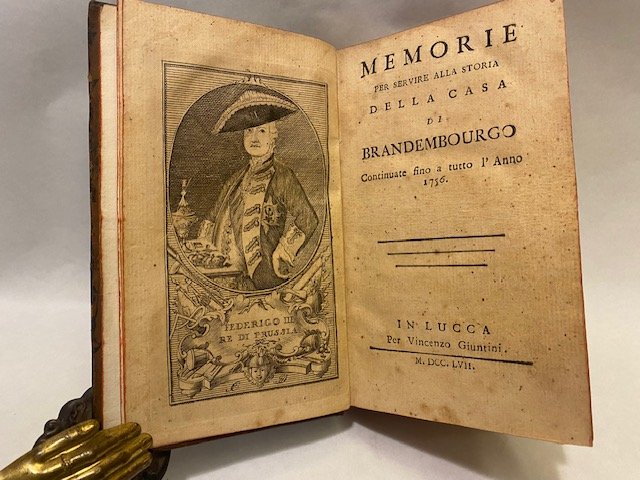 FEDERIGO III
RE DI PRUSSIA
MEMORIE
PER SERVIRE ALLA STORIA
DELLA CASA
DI
BRANDEMBOURGO
Continuate fino a tutto l'Anno
1756.
IN LUCCA
Per Vincenzo Giuntini.
M. DCC. LVII.